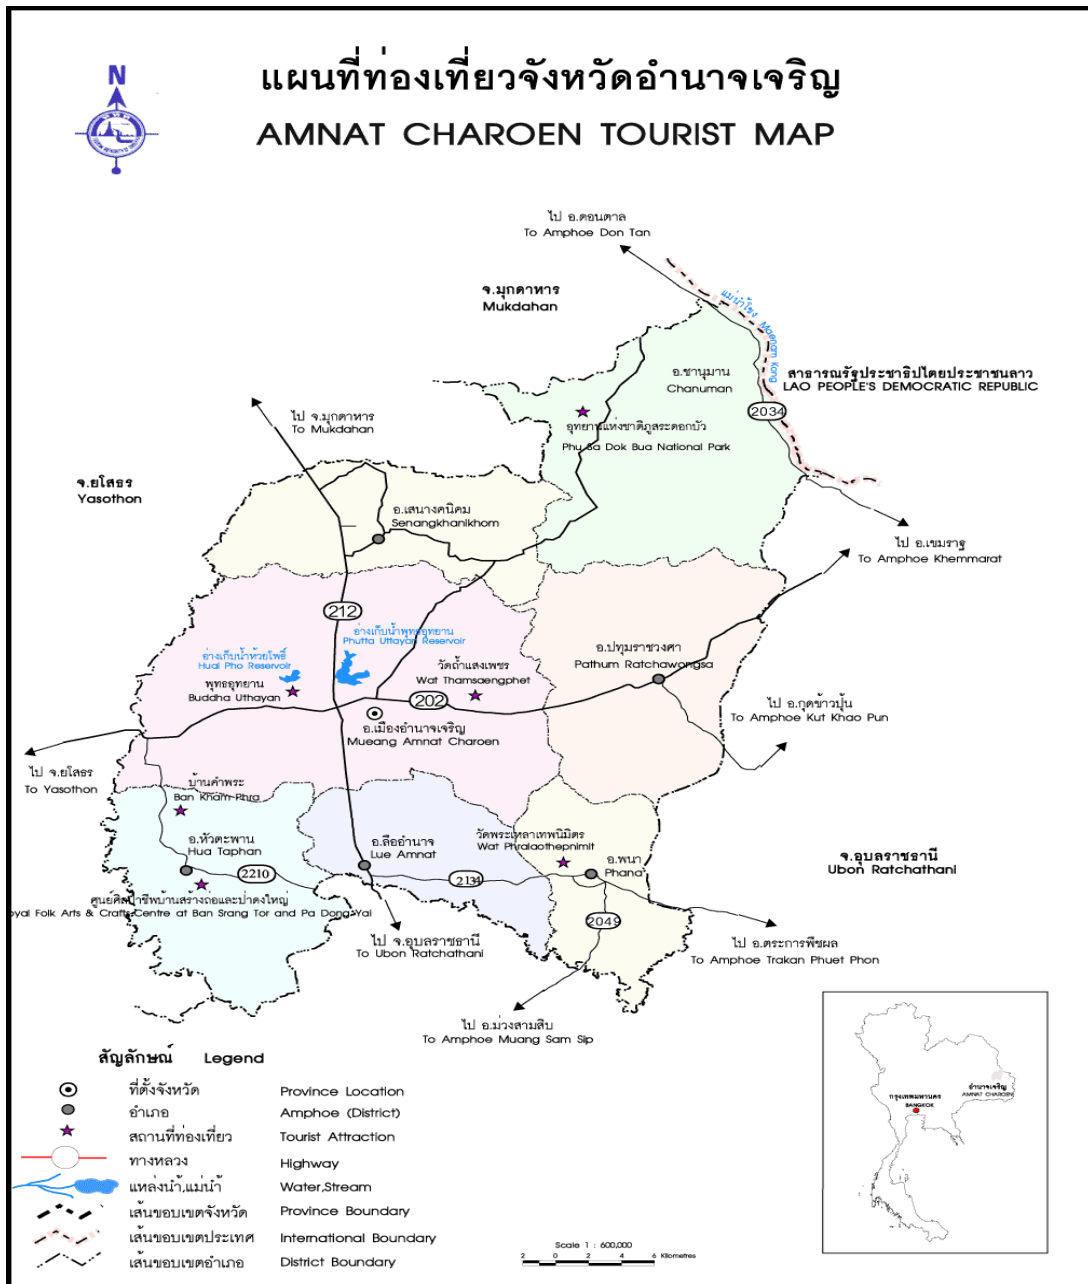 แผนที่ท่องเที่ยวจังหวัดอำนาจเจริญ
AMNAT CHAROEN TOURIST MAP
N
ไป อ.ดอนตาล
To Amphoe Don Tan
จ.มุกดาหาร
Mukdahan
แม่น้ำโขง Maenam Kong
สาธารณรัฐประชาธิปไตยประชาชนลาว
LAO PEOPLE'S DEMOCRATIC REPUBLIC
อ.ชานุมาน
Chanuman
2034
ไป จ.มุกดาหาร
To Mukdahan
อุทยานแห่งชาติภูสระดอกบัว
Phu Sa Dok Bua National Park
จ.ยโสธร
Yasothon
อ.เสนางคนิคม
Senangkhanikhom
ไป อ.เขมราฐ
To Amphoe Khemmarat
212
อ่างเก็บน้ำพุทธอุทยาน
Phutta Uttayan Reservoir
อ่างเก็บน้ำห้วยโพธิ์
Huai Pho Reservoir
พุทธอุทยาน
Buddha Uthayan
วัดถ้ำแสงเพชร
Wat Thamsaengphet
อ.ปทุมราชวงศา
Pathum Ratchawongsa
202
อ.เมืองอำนาจเจริญ
Mueang Amnat Charoen
ไป อ.กุดข้าวปุ้น
To Amphoe Kut Khao Pun
ไป จ.ยโสธร
To Yasothon
บ้านคำพระ
Ban Kham Phra
อ.หัวตะพาน
Hua Taphan
2210
อ.ลืออำนาจ
Lue Amnat
2134
วัดพระเหลาเทพนิมิตร
Wat Phralaothepnimit
อ.พนา
Phana
จ.อุบลราชธานี
Ubon Ratchathani
ศูนย์ศิลปาชีพบ้านสร้างถ่อและป่าดงใหญ่
oyal Folk Arts & Crafts Centre at Ban Srang Tor and Pa Dong Yai
2049
ไป จ.อุบลราชธานี
To Ubon Ratchathani
ไป อ.ตระการพืชผล
To Amphoe Trakan Phuet Phon
ไป อ.ม่วงสามสิบ
To Amphoe Muang Sam Sip
สัญลักษณ์ Legend
ที่ตั้งจังหวัด Province Location
อำเภอ Amphoe (District)
สถานที่ท่องเที่ยว Tourist Attraction
ทางหลวง Highway
แหล่งน้ำ,แม่น้ำ Water,Stream
เส้นขอบเขตจังหวัด Province Boundary
เส้นขอบเขตประเทศ International Boundary
เส้นขอบเขตอำเภอ District Boundary
Scale 1 : 600,000
2 0 2 4 6 Kilometres
อำนาจเจริญ
AMNAT CHAROEN
กรุงเทพมหานคร
BANGKOK